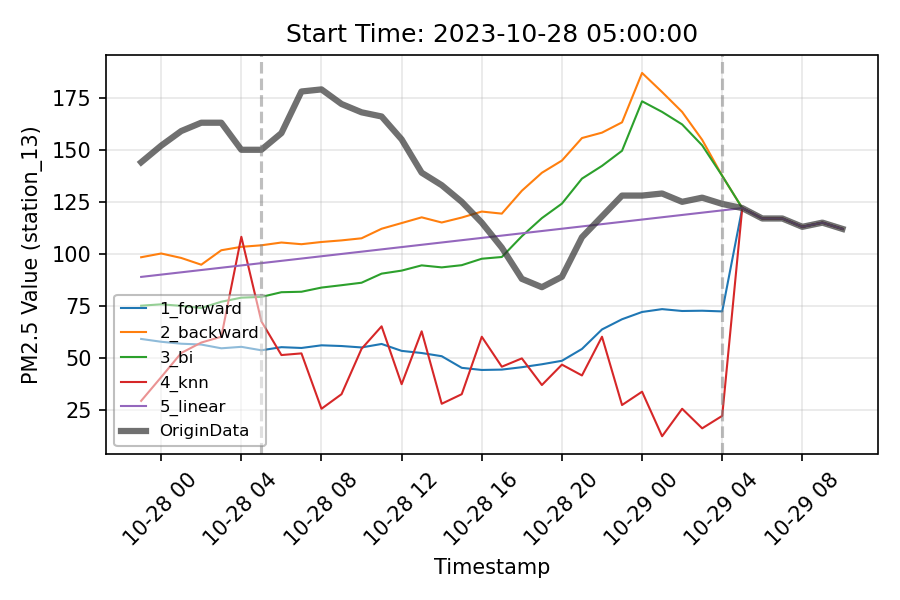 Start Time: 2023-10-28 05:00:00
PM2.5 Value (station_13)
175
150
125
100
75
50
25
1_forward
2_backward
3_bi
4_knn
5_linear
OriginData
10-28 00
10-28 04
10-28 08
10-28 12
10-28 16
10-28 20
10-29 00
10-29 04
10-29 08
Timestamp